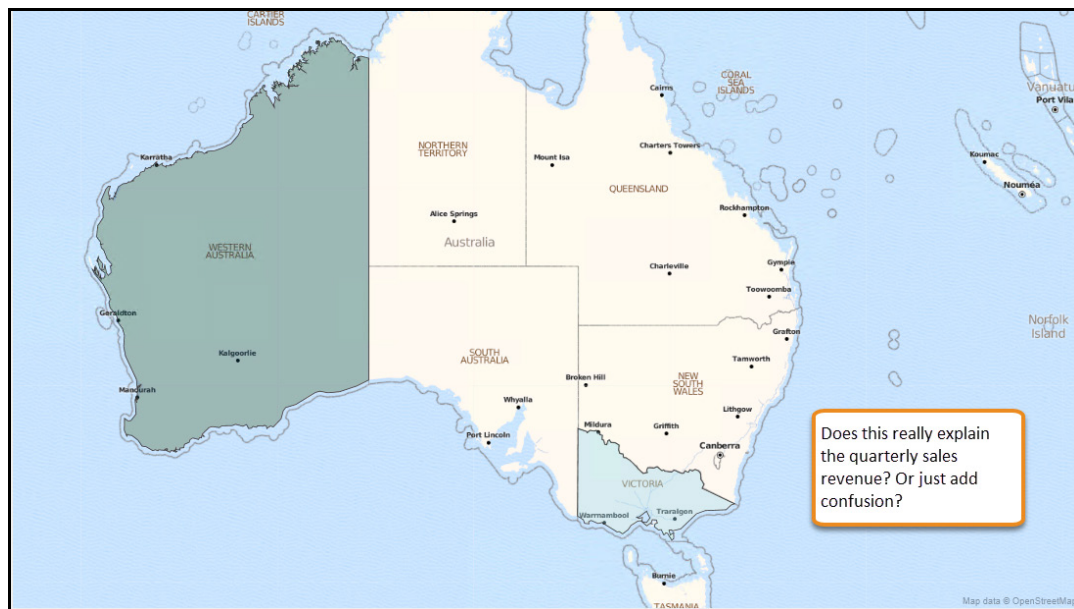 CARTIER
ISLANDS
CORAL
SEA
ISLANDS
Cairns
Vanuatu
Port Vila
Karratha
NORTHERN
TERRITORY
Mount Isa
Charters Towers
Koumac
QUEENSLAND
Nouméa
Rockhampton
Alice Springs
Australia
WESTERN
AUSTRALIA
Charleville
Gympie
Toowoomba
Geraldton
Norfolk
Island
Grafton
Kalgoorlie
SOUTH
AUSTRALIA
Tamworth
Broken Hill
NEW
SOUTH
WALES
Mandurah
Whyalla
Lithgow
Port Lincoln
Mildura
Griffith
Canberra
Does this really explain
the quarterly sales
revenue? Or just add
confusion?
VICTORIA
Warrnambool
Traralgon
Burnie
TASMANIA
Map data © OpenStreetMap